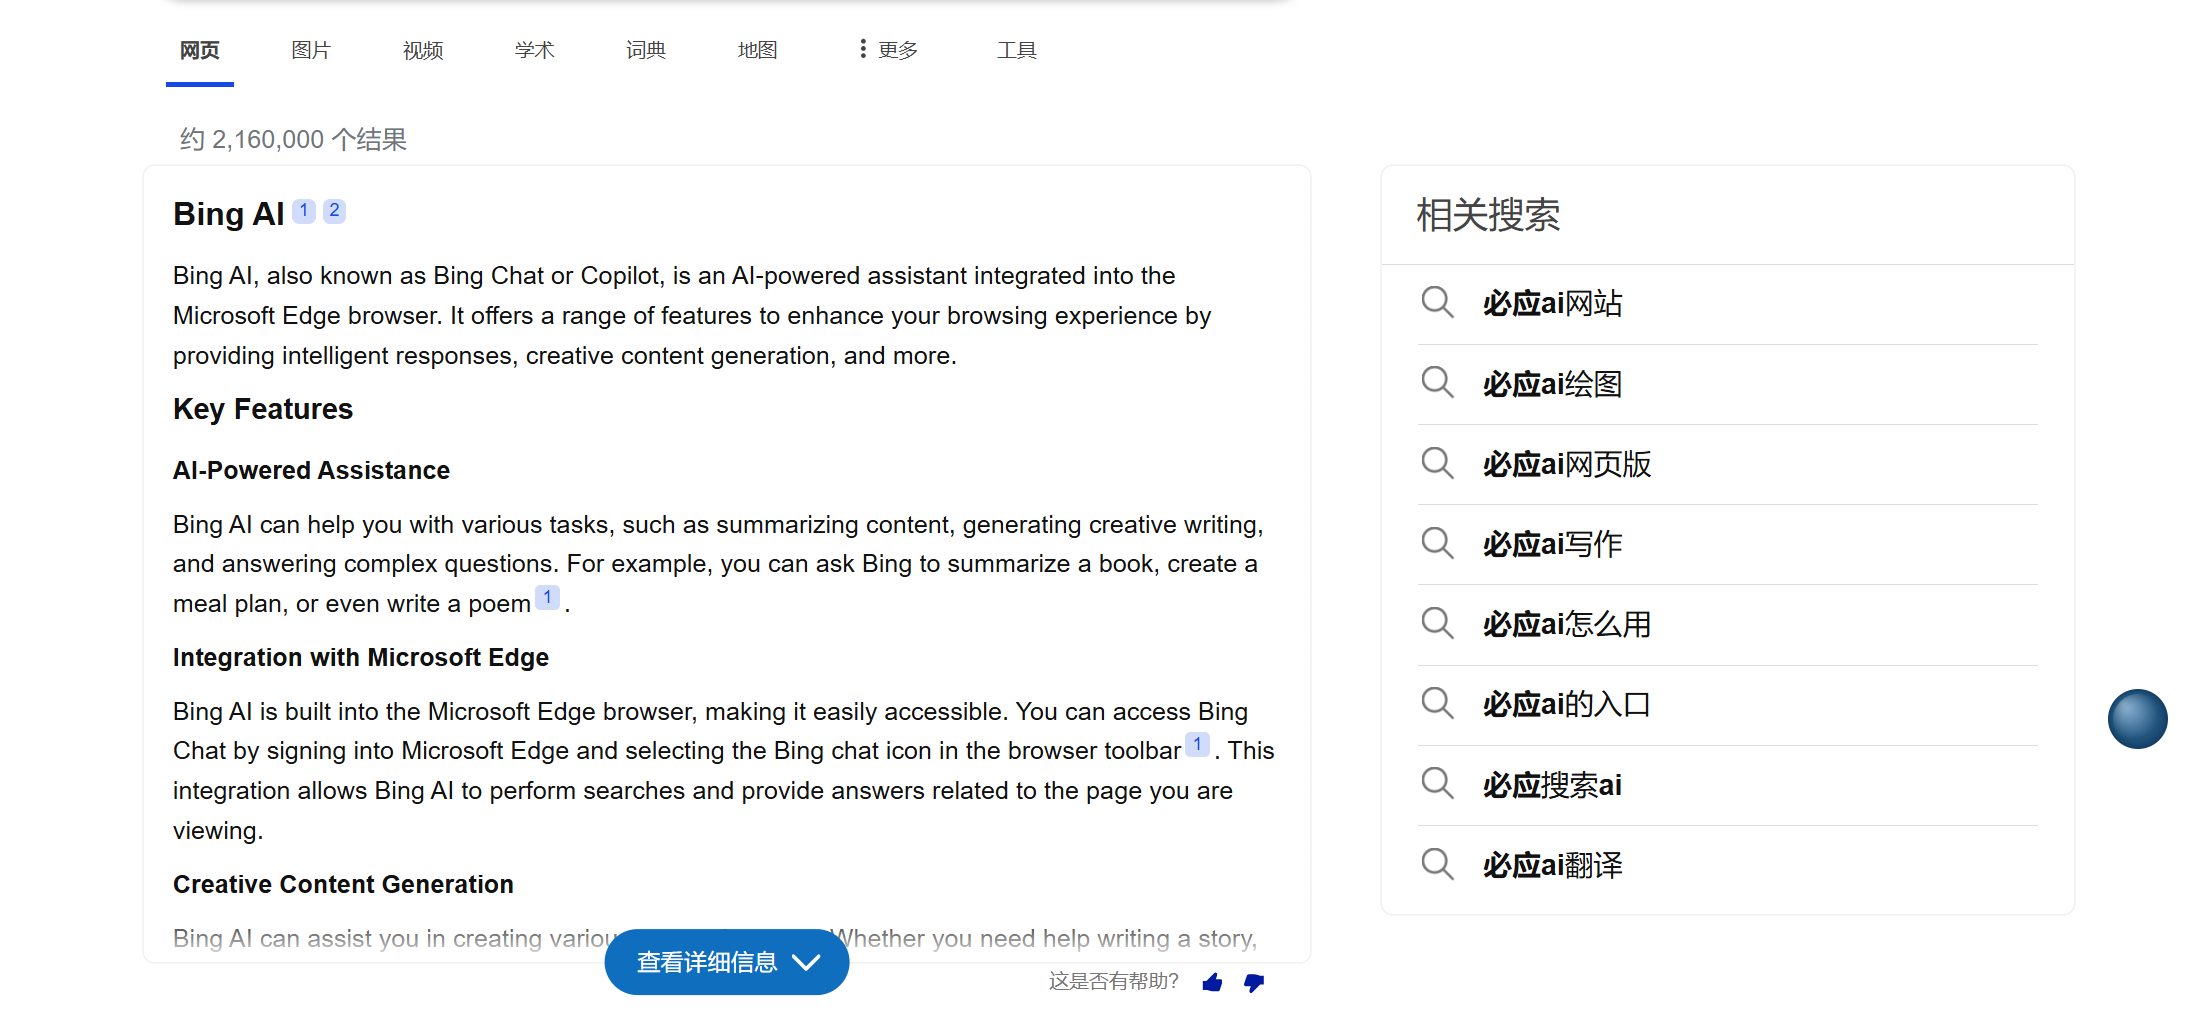 网页 图片 视频 学术 词典 地图 更多 工具
约 2,160,000 个结果
Bing AI 1 2
Bing AI, also known as Bing Chat or Copilot, is an AI-powered assistant integrated into the
Microsoft Edge browser. It offers a range of features to enhance your browsing experience by
providing intelligent responses, creative content generation, and more.
Key Features
AI-Powered Assistance
Bing AI can help you with various tasks, such as summarizing content, generating creative writing,
and answering complex questions. For example, you can ask Bing to summarize a book, create a
meal plan, or even write a poem 1 .
Integration with Microsoft Edge
Bing AI is built into the Microsoft Edge browser, making it easily accessible. You can access Bing
Chat by signing into Microsoft Edge and selecting the Bing chat icon in the browser toolbar 1 . This
integration allows Bing AI to perform searches and provide answers related to the page you are
viewing.
Creative Content Generation
Bing AI can assist you in creating Whether you need help writing a story,
查看详细信息
这是否有帮助?
相关搜索
必应ai网站
必应ai绘图
必应ai网页版
必应ai写作
必应ai怎么用
必应ai的入口
必应搜索ai
必应ai翻译